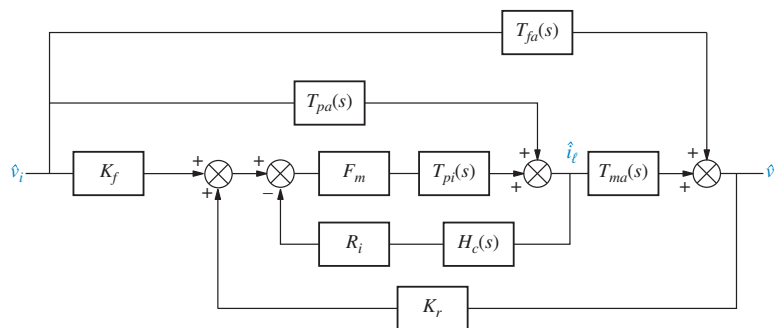 T_fa(s)
+
T_pa(s)
+ î_ℓ +
v̂_i K_f + + F_m T_pi(s) + T_ma(s) + v̂
+ −
R_i H_c(s)
K_r